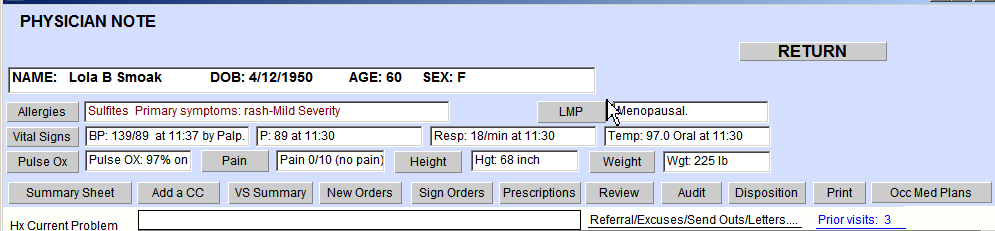 PHYSICIAN NOTE
RETURN
NAME: Lola B Smoak DOB: 4/12/1950 AGE: 60 SEX: F
Allergies Sulfites Primary symptoms: rash-Mild Severity LMP Menopausal.
Vital Signs BP: 139/89 at 11:37 by Palp. P: 89 at 11:30 Resp: 18/min at 11:30 Temp: 97.0 Oral at 11:30
Pulse Ox Pulse OX: 97% on Pain Pain 0/10 (no pain) Height Hgt: 68 inch Weight Wgt: 225 lb
Summary Sheet Add a CC VS Summary New Orders Sign Orders Prescriptions Review Audit Disposition Print Occ Med Plans
Hx Current Problem Referral/Excuses/Send Outs/Letters.... Prior visits: 3